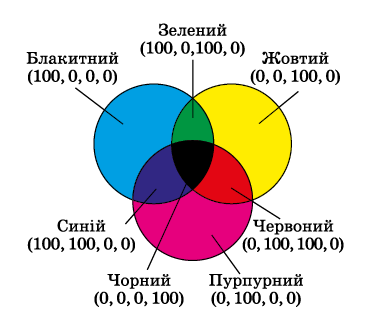 Зелений
(100, 0,100, 0)
Блакитний
(100, 0, 0, 0)
Жовтий
(0, 0, 100, 0)
Синій
(100, 100, 0, 0)
Червоний
(0, 100, 100, 0)
Чорний
(0, 0, 0, 100)
Пурпурний
(0, 100, 0, 0)